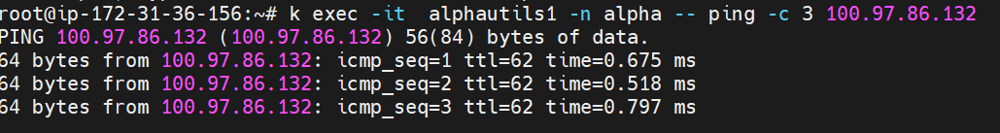 root@ip-172-31-36-156:~# k exec -it  alphautils1 -n alpha -- ping -c 3 100.97.86.132
PING 100.97.86.132 (100.97.86.132) 56(84) bytes of data.
64 bytes from 100.97.86.132: icmp_seq=1 ttl=62 time=0.675 ms
64 bytes from 100.97.86.132: icmp_seq=2 ttl=62 time=0.518 ms
64 bytes from 100.97.86.132: icmp_seq=3 ttl=62 time=0.797 ms